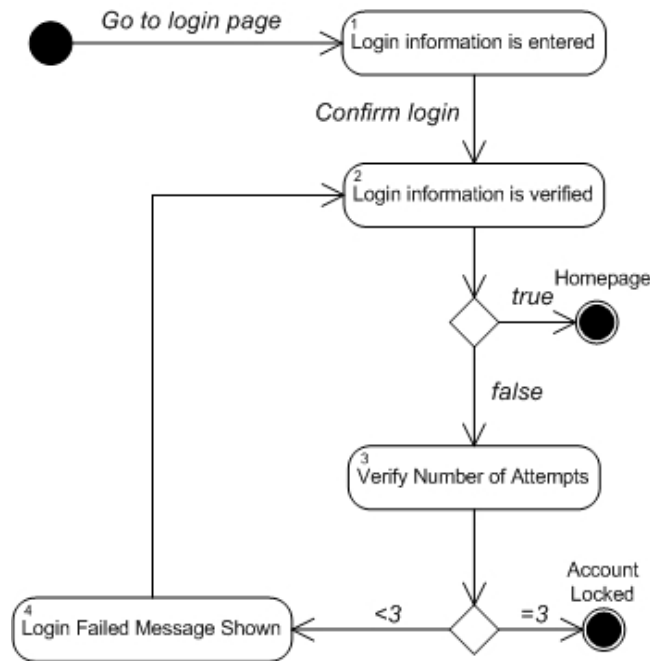 Go to login page
1
Login information is entered
Confirm login
2
Login information is verified
Homepage
true
false
3
Verify Number of Attempts
Account
Locked
4
Login Failed Message Shown
<3
=3